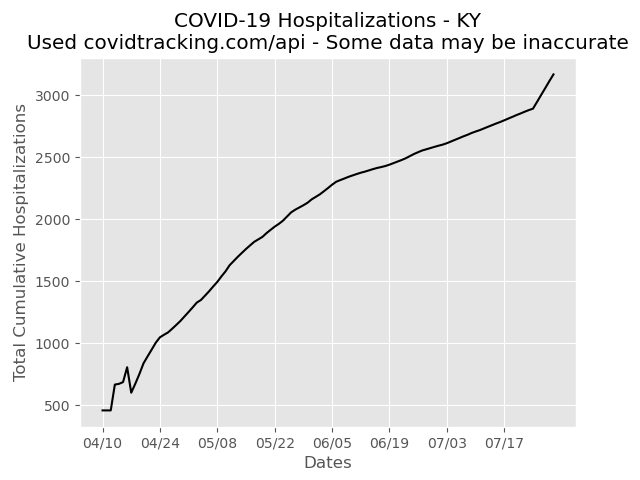 COVID-19 Hospitalizations - KY
Used covidtracking.com/api - Some data may be inaccurate
Total Cumulative Hospitalizations
3000
2500
2000
1500
1000
500
04/10 04/24 05/08 05/22 06/05 06/19 07/03 07/17
Dates